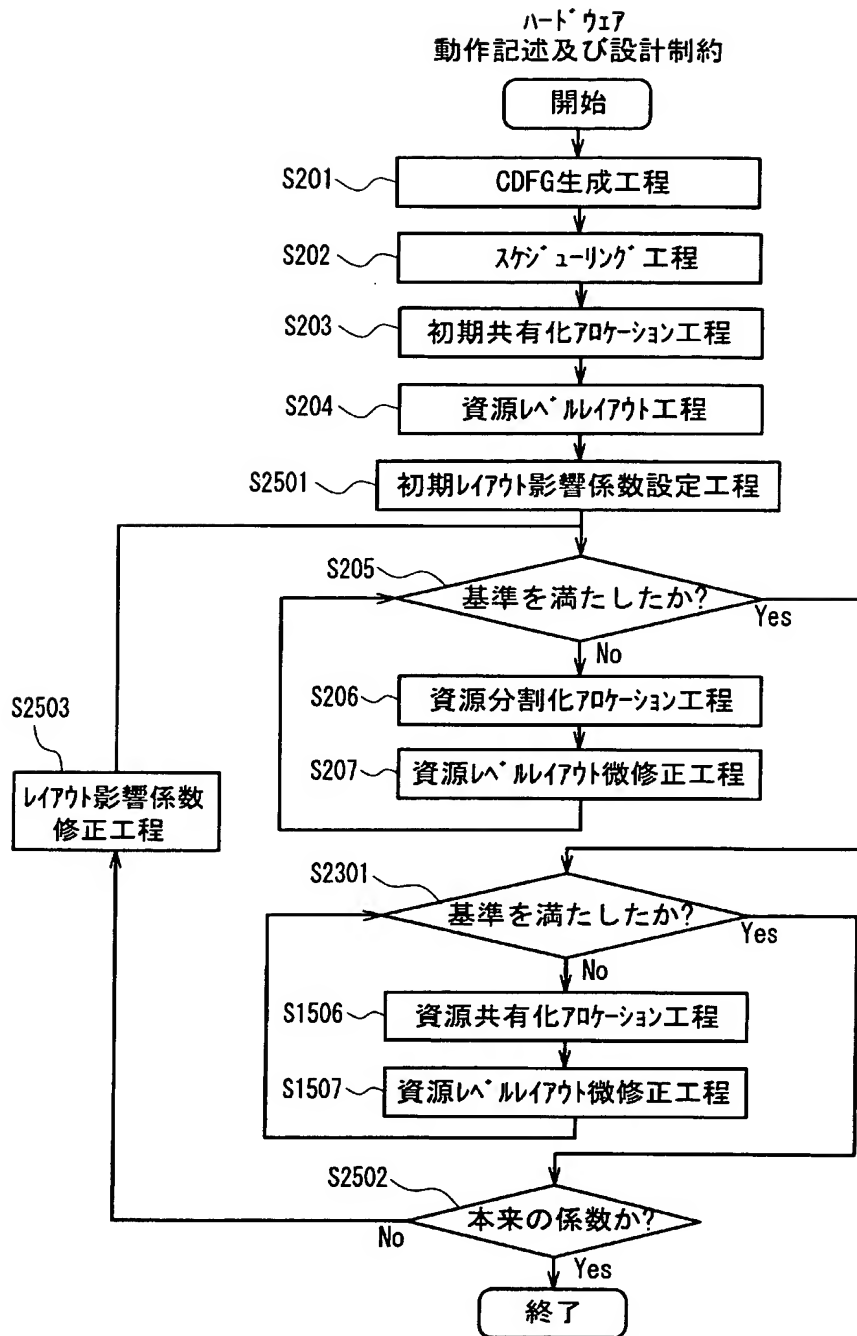 ハードウェア
動作記述及び設計制約
開始
S201
CDFG生成工程
S202
スケジューリング工程
S203
初期共有化アロケーション工程
S204
資源レベルレイアウト工程
S2501
初期レイアウト影響係数設定工程
S205
基準を満たしたか?
Yes
No
S206
資源分割化アロケーション工程
S207
資源レベルレイアウト微修正工程
S2503
レイアウト影響係数
修正工程
S2301
基準を満たしたか?
Yes
No
S1506
資源共有化アロケーション工程
S1507
資源レベルレイアウト微修正工程
S2502
本来の係数か?
No
Yes
終了